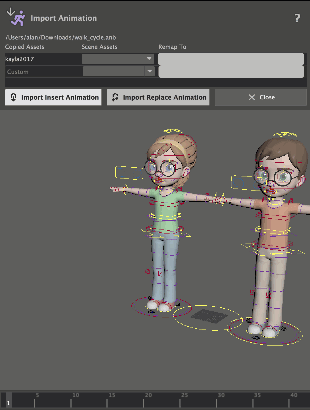 Import Animation
?
/Users/alan/Downloads/walk_cycle.anb
Copied Assets Scene Assets Remap To
kayla2017
Custom
Import Insert Animation Import Replace Animation Close
5 10 15 20 25 30 35 40
1